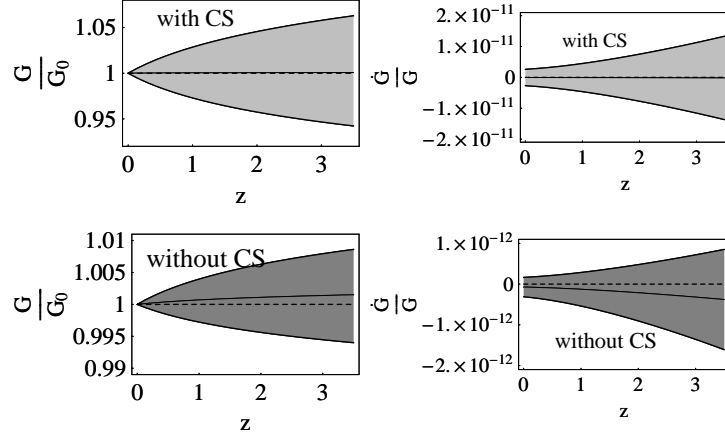 with CS
1.05
1
0.95
G
G₀
0 1 2 3
z
with CS
2. × 10⁻¹¹
1. × 10⁻¹¹
0
−1. × 10⁻¹¹
−2. × 10⁻¹¹
Ġ
G
0 1 2 3
z
without CS
1.01
1.005
1
0.995
0.99
G
G₀
0 1 2 3
z
without CS
1. × 10⁻¹²
0
−1. × 10⁻¹²
−2. × 10⁻¹²
Ġ
G
0 1 2 3
z